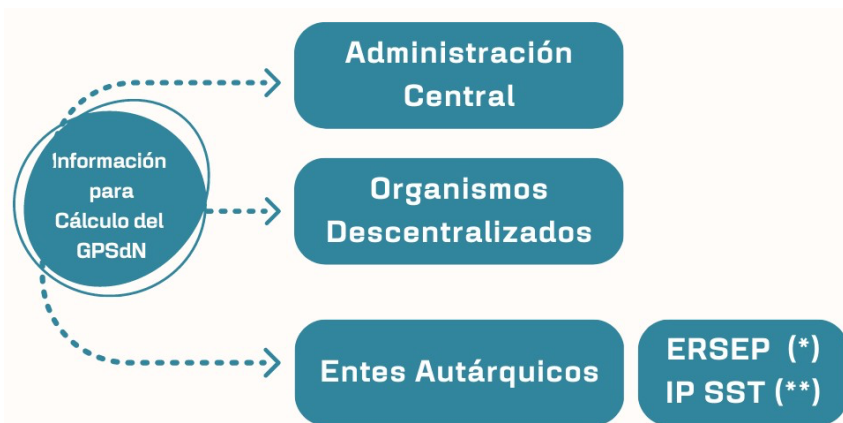 Información
para
Cálculo del
GPSdN
Administración
Central
Organismos
Descentralizados
Entes Autárquicos
ERSEP (*)
IP SST (**)